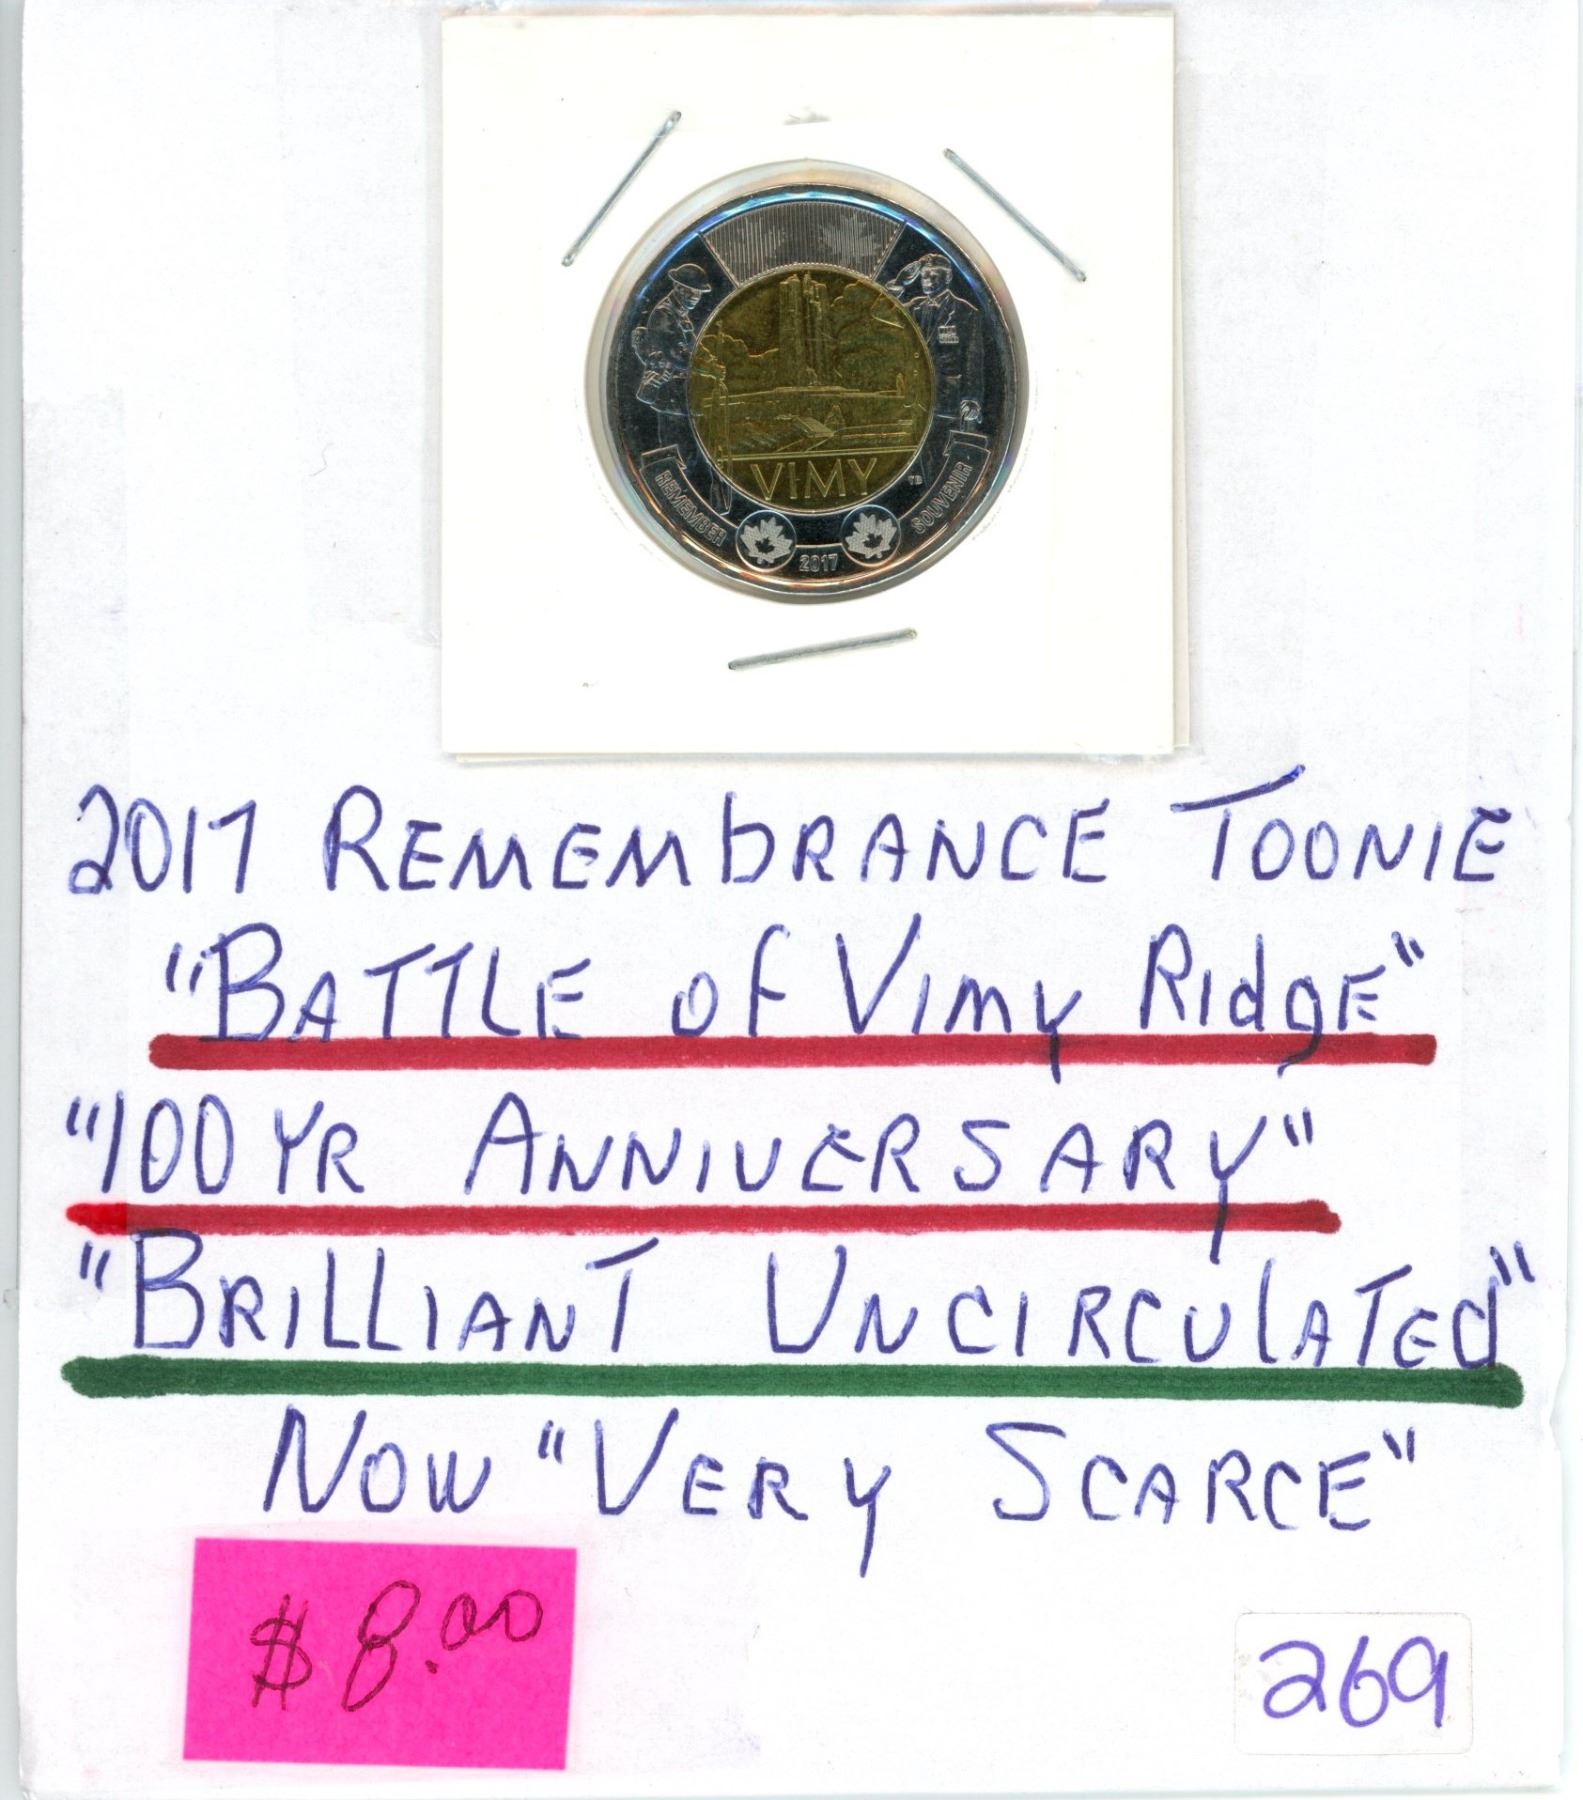 VIMY
TB
REMEMBER
SOUVENIR
2017
2017 REMEMbRANCE TOONIE
"BATTLE of VIMY RIdgE"
"100 YR ANNIVERSARY"
"BRILLIANT UNCIRCUlATEd"
NOW "VERY SCARCE"
$8.00
269